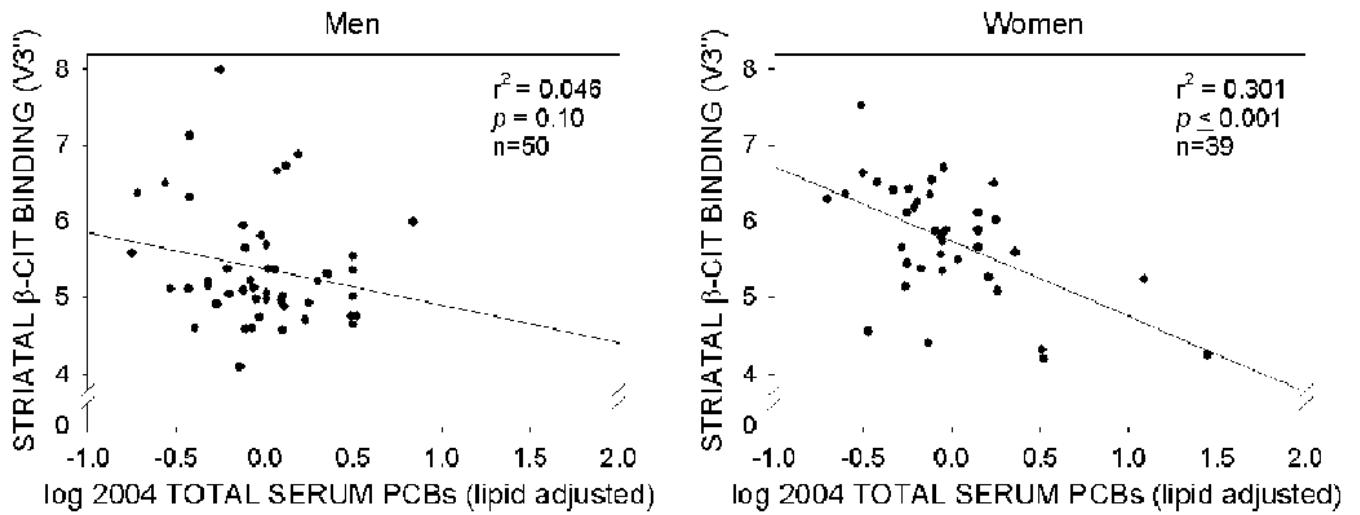 Men
STRIATAL β-CIT BINDING (V3")
8
7
6
5
4
0
r² = 0.046
p = 0.10
n=50
-1.0 -0.5 0.0 0.5 1.0 1.5 2.0
log 2004 TOTAL SERUM PCBs (lipid adjusted)
Women
STRIATAL β-CIT BINDING (V3")
8
7
6
5
4
0
r² = 0.301
p ≤ 0.001
n=39
-1.0 -0.5 0.0 0.5 1.0 1.5 2.0
log 2004 TOTAL SERUM PCBs (lipid adjusted)